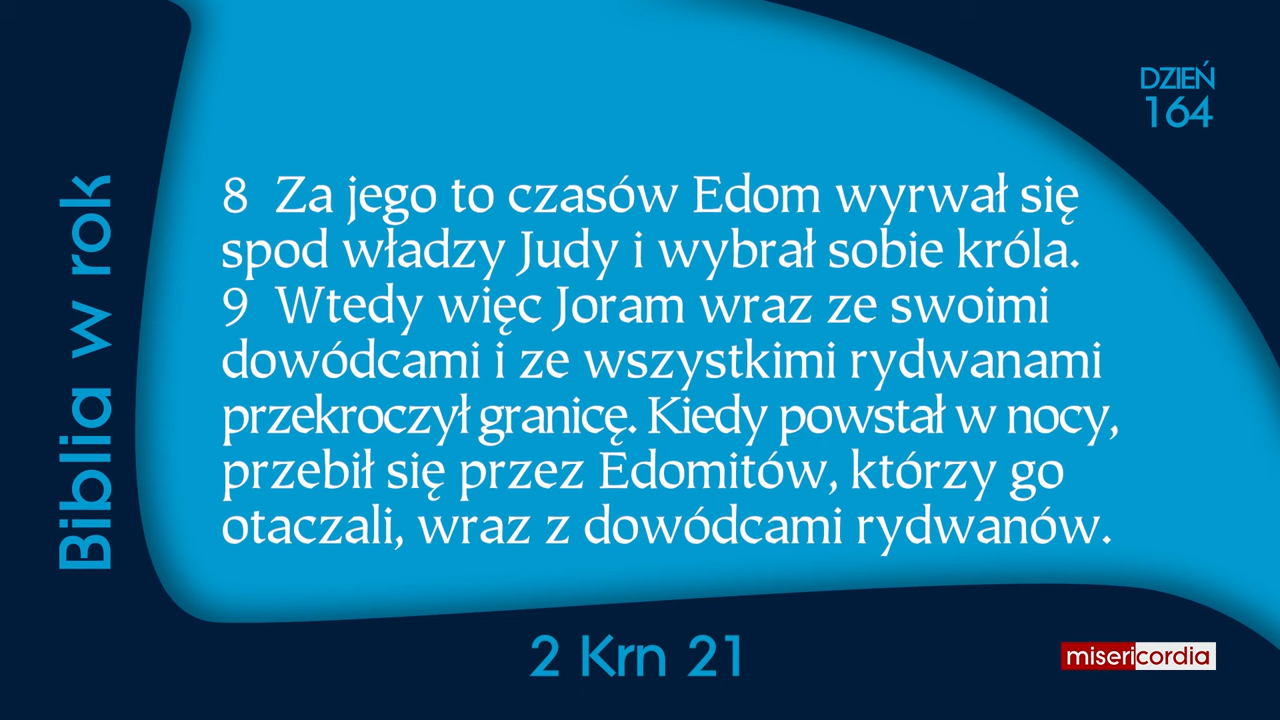 DZIEŃ
164
Biblia w rok
8 Za jego to czasów Edom wyrwał się
spod władzy Judy i wybrał sobie króla.
9 Wtedy więc Joram wraz ze swoimi
dowódcami i ze wszystkimi rydwanami
przekroczył granicę. Kiedy powstał w nocy,
przebił się przez Edomitów, którzy go
otaczali, wraz z dowódcami rydwanów.
2 Krn 21
misericordia